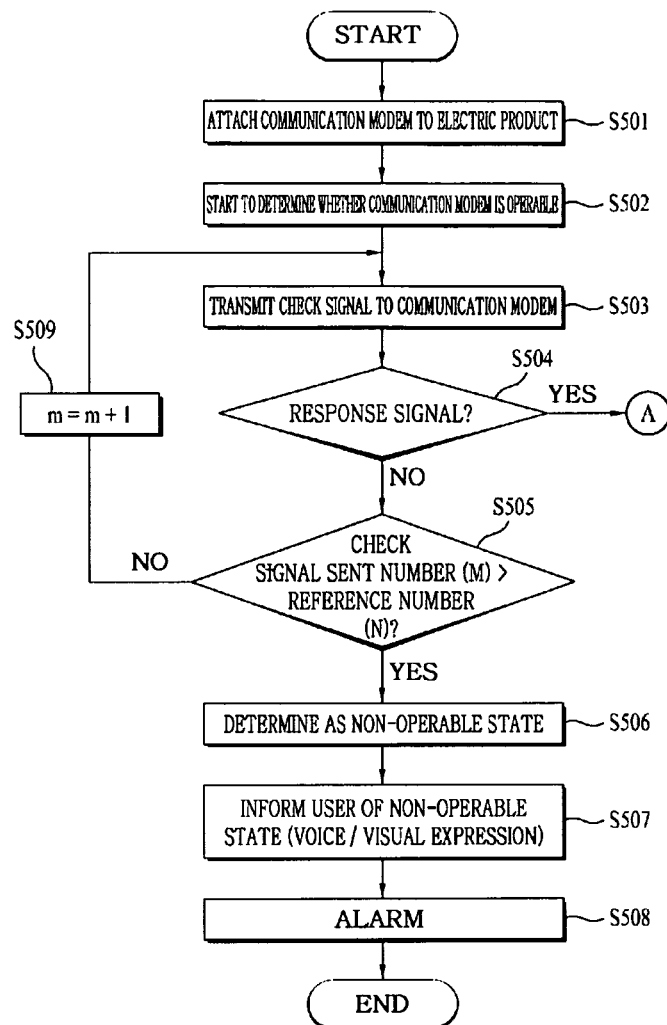 START
ATTACH COMMUNICATION MODEM TO ELECTRIC PRODUCT
S501
START TO DETERMINE WHETHER COMMUNICATION MODEM IS OPERABLE
S502
TRANSMIT CHECK SIGNAL TO COMMUNICATION MODEM
S503
S509
m = m + 1
S504
RESPONSE SIGNAL?
YES
A
NO
S505
CHECK
SIGNAL SENT NUMBER (M) >
REFERENCE NUMBER
(N)?
NO
YES
DETERMINE AS NON-OPERABLE STATE
S506
INFORM USER OF NON-OPERABLE
STATE (VOICE / VISUAL EXPRESSION)
S507
ALARM
S508
END